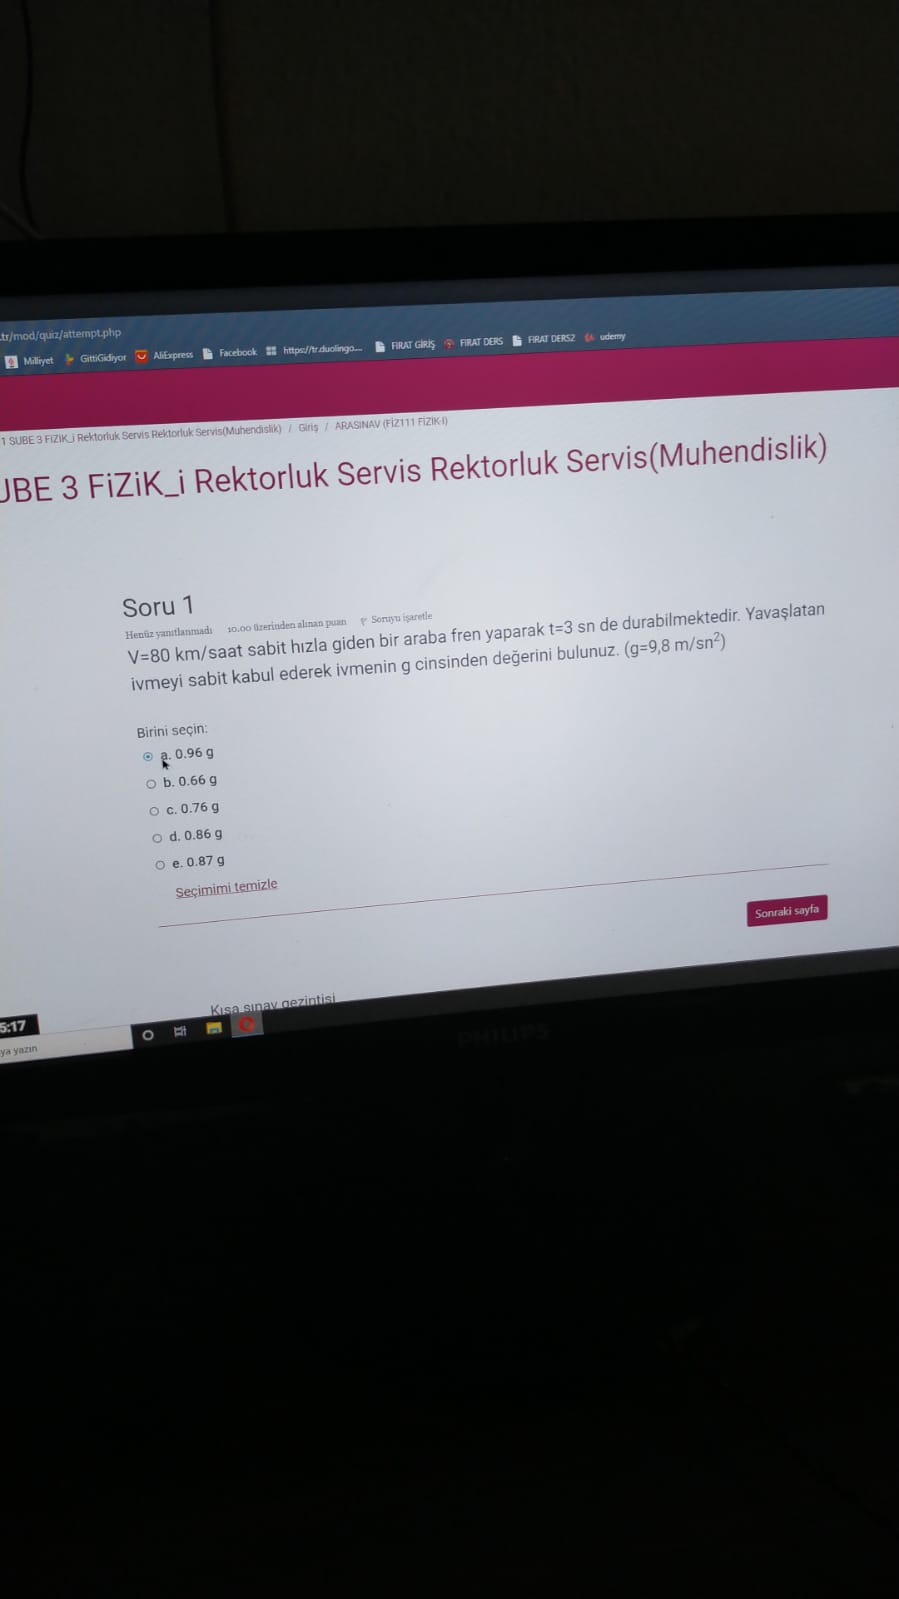 .tr/mod/quiz/attempt.php
Milliyet GittiGidiyor AliExpress Facebook https://tr.duolingo.... FIRAT GİRİŞ FIRAT DERS FIRAT DERS2 udemy
1 SUBE 3 FiZiK_i Rektorluk Servis Rektorluk Servis(Muhendislik) / Giriş / ARASINAV (FİZ111 FİZİK-I)
UBE 3 FiZiK_i Rektorluk Servis Rektorluk Servis(Muhendislik)
Soru 1
Henüz yanıtlanmadı 10.00 üzerinden alınan puan Soruyu işaretle
V=80 km/saat sabit hızla giden bir araba fren yaparak t=3 sn de durabilmektedir. Yavaşlatan
ivmeyi sabit kabul ederek ivmenin g cinsinden değerini bulunuz. (g=9,8 m/sn²)
Birini seçin:
a. 0.96 g
b. 0.66 g
c. 0.76 g
d. 0.86 g
e. 0.87 g
Seçimimi temizle
Sonraki sayfa
Kısa sınav gezintisi
5:17
ya yazın
PHILIPS